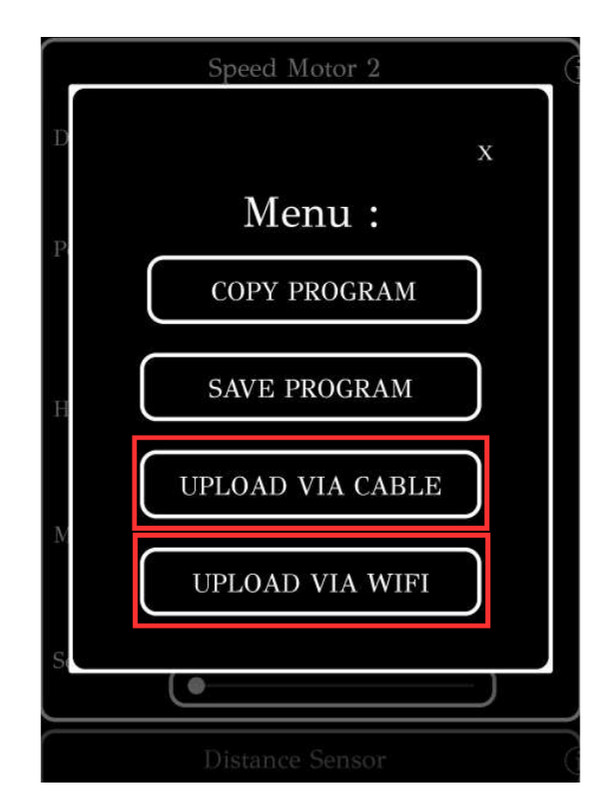 Speed Motor 2
x
Menu :
COPY PROGRAM
SAVE PROGRAM
UPLOAD VIA CABLE
UPLOAD VIA WIFI
Distance Sensor